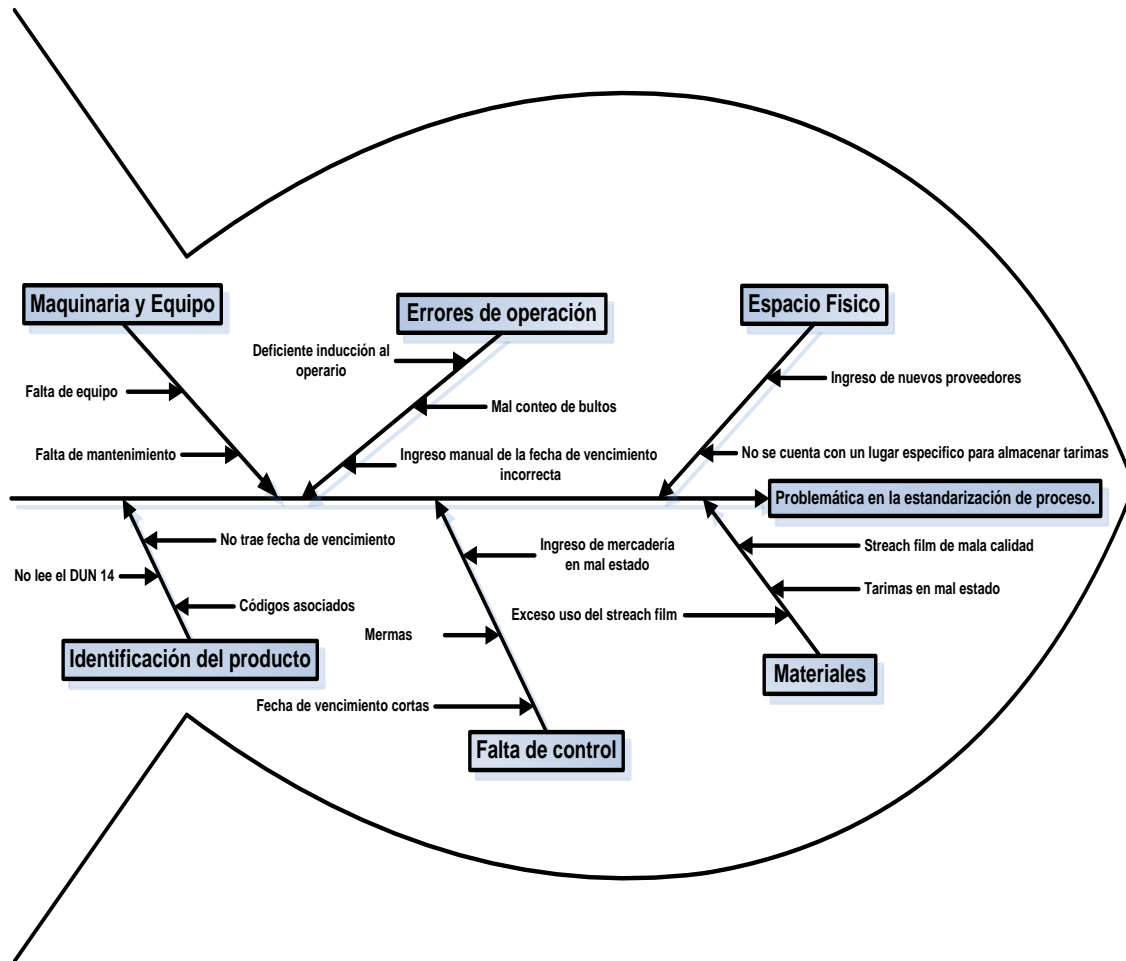 Maquinaria y Equipo
Errores de operación
Espacio Fisico
Deficiente inducción al
operario
Falta de equipo
Ingreso de nuevos proveedores
Mal conteo de bultos
Falta de mantenimiento
Ingreso manual de la fecha de vencimiento
incorrecta
No se cuenta con un lugar especifico para almacenar tarimas
Problemática en la estandarización de proceso.
No trae fecha de vencimiento
Ingreso de mercadería
en mal estado
Streach film de mala calidad
No lee el DUN 14
Tarimas en mal estado
Códigos asociados
Exceso uso del streach film
Mermas
Identificación del producto
Materiales
Fecha de vencimiento cortas
Falta de control